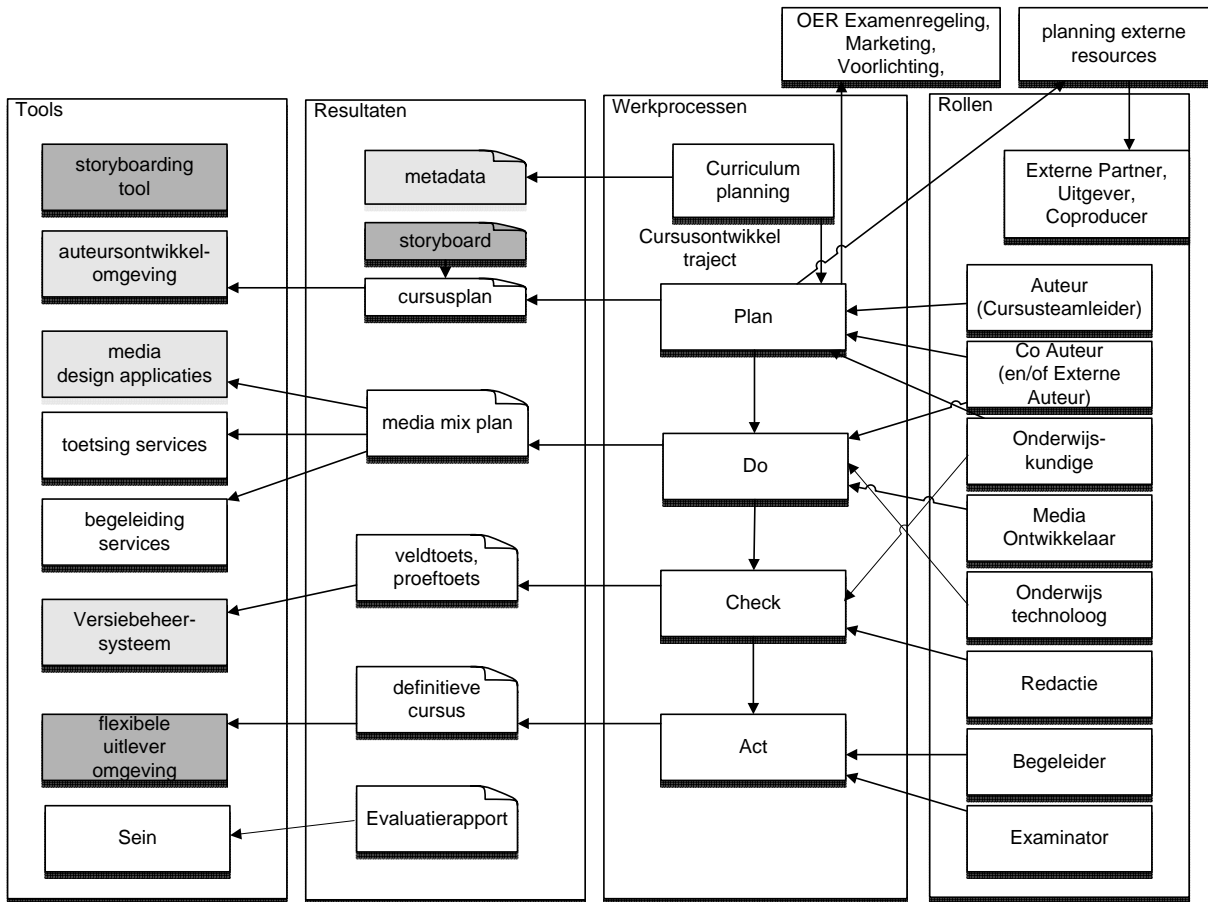 OER Examenregeling,
Marketing,
Voorlichting,
planning externe
resources
Tools
storyboarding
tool
auteursontwikkel-
omgeving
media
design applicaties
toetsing services
begeleiding
services
Versiebeheer-
systeem
flexibele
uitlever
omgeving
Sein
Resultaten
metadata
storyboard
cursusplan
media mix plan
veldtoets,
proeftoets
definitieve
cursus
Evaluatierapport
Werkprocessen
Curriculum
planning
Cursusontwikkel
traject
Plan
Do
Check
Act
Rollen
Externe Partner,
Uitgever,
Coproducer
Auteur
(Cursusteamleider)
Co Auteur
(en/of Externe
Auteur)
Onderwijs-
kundige
Media
Ontwikkelaar
Onderwijs
technoloog
Redactie
Begeleider
Examinator